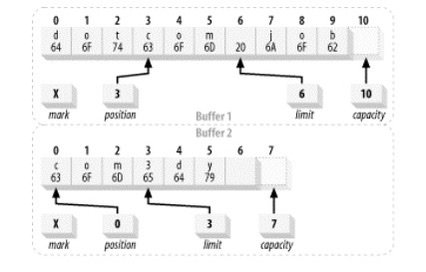 0 1 2 3 4 5 6 7 8 9 10
d o t c o m j o b
64 6F 74 63 6F 6D 20 6A 6F 62
X 3 6 10
mark position limit capacity
Buffer 1
Buffer 2
0 1 2 3 4 5 6 7
c o m 3 d y
63 6F 6D 65 64 79
X 0 3 7
mark position limit capacity